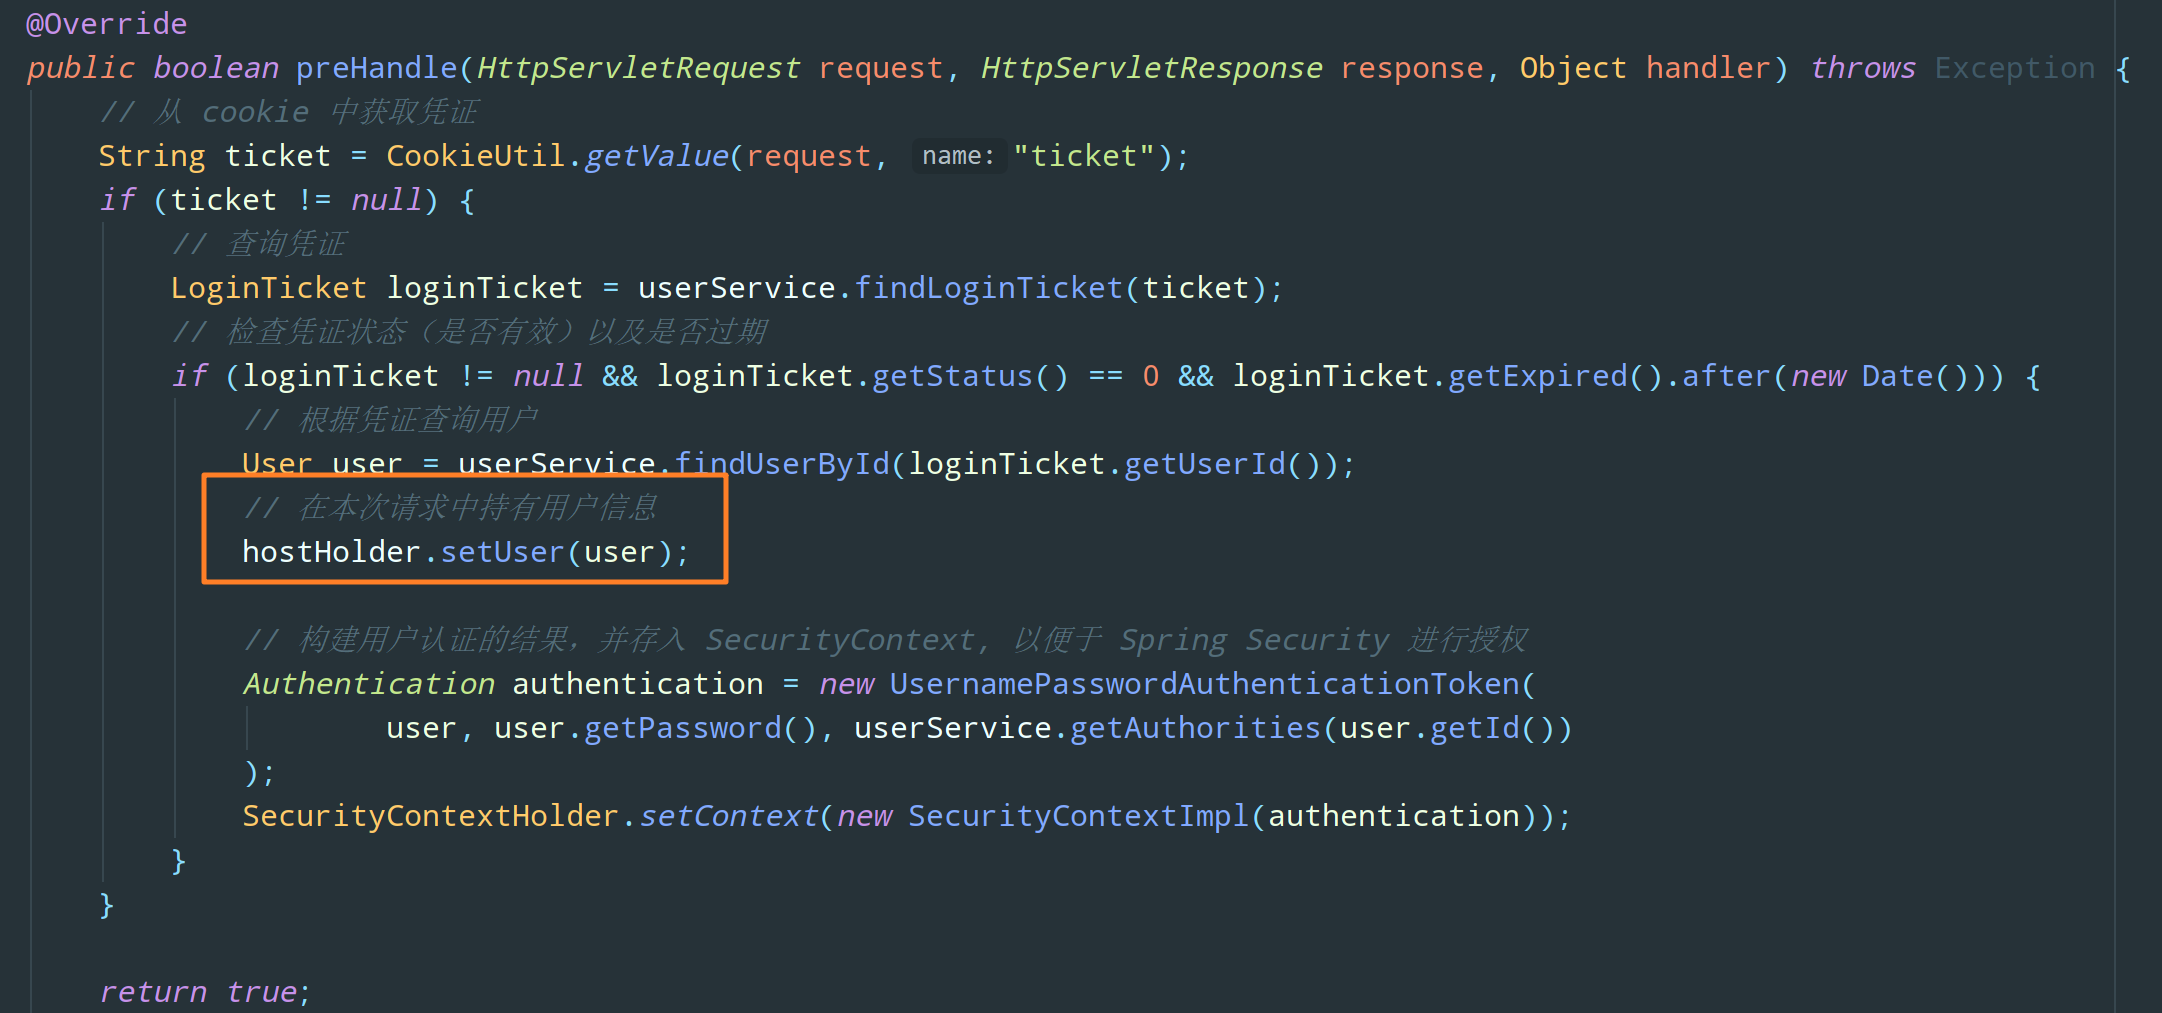 @Override
public boolean preHandle(HttpServletRequest request, HttpServletResponse response, Object handler) throws Exception {
// 从 cookie 中获取凭证
String ticket = CookieUtil.getValue(request, name: "ticket");
if (ticket != null) {
// 查询凭证
LoginTicket loginTicket = userService.findLoginTicket(ticket);
// 检查凭证状态（是否有效）以及是否过期
if (loginTicket != null && loginTicket.getStatus() == 0 && loginTicket.getExpired().after(new Date())) {
// 根据凭证查询用户
User user = userService.findUserById(loginTicket.getUserId());
// 在本次请求中持有用户信息
hostHolder.setUser(user);
// 构建用户认证的结果，并存入 SecurityContext, 以便于 Spring Security 进行授权
Authentication authentication = new UsernamePasswordAuthenticationToken(
user, user.getPassword(), userService.getAuthorities(user.getId())
);
SecurityContextHolder.setContext(new SecurityContextImpl(authentication));
}
}
return true;